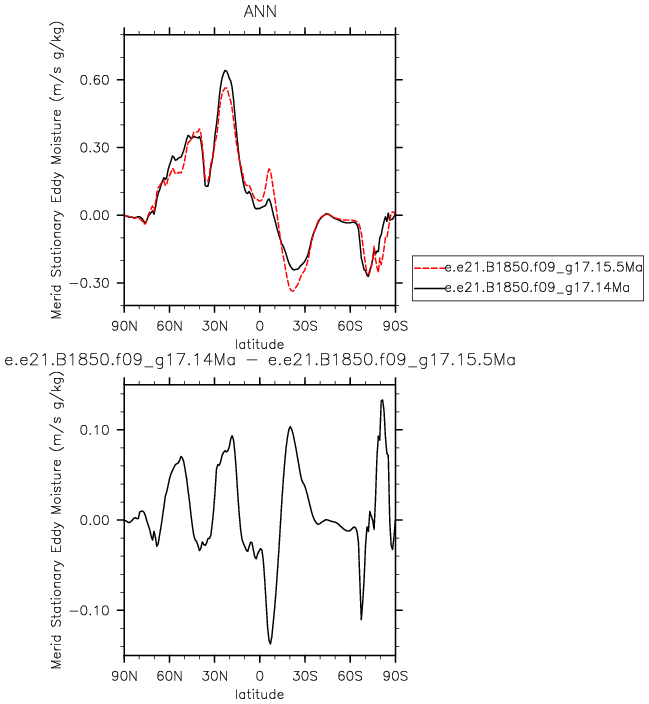 ANN
Merid Stationary Eddy Moisture (m/s g/kg)
0.60
0.30
0.00
−0.30
90N 60N 30N 0 30S 60S 90S
latitude
e.e21.B1850.f09_g17.15.5Ma
e.e21.B1850.f09_g17.14Ma
e.e21.B1850.f09_g17.14Ma − e.e21.B1850.f09_g17.15.5Ma
Merid Stationary Eddy Moisture (m/s g/kg)
0.10
0.00
−0.10
90N 60N 30N 0 30S 60S 90S
latitude